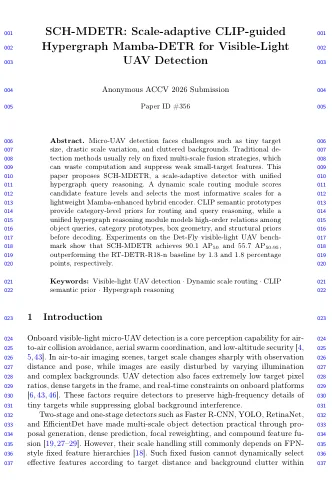 SCH-MDETR: Scale-adaptive CLIP-guided
Hypergraph Mamba-DETR for Visible-Light
UAV Detection
Anonymous ACCV 2026 Submission
Paper ID #356
Abstract. Micro-UAV detection faces challenges such as tiny target
size, drastic scale variation, and cluttered backgrounds. Traditional de-
tection methods usually rely on fixed multi-scale fusion strategies, which
can waste computation and suppress weak small-target features. This
paper proposes SCH-MDETR, a scale-adaptive detector with unified
hypergraph query reasoning. A dynamic scale routing module scores
candidate feature levels and selects the most informative scales for a
lightweight Mamba-enhanced hybrid encoder. CLIP semantic prototypes
provide category-level priors for routing and query reasoning, while a
unified hypergraph reasoning module models high-order relations among
object queries, category prototypes, box geometry, and structural priors
before decoding. Experiments on the Det-Fly visible-light UAV bench-
mark show that SCH-MDETR achieves 90.1 AP50 and 55.7 AP50:95,
outperforming the RT-DETR-R18-n baseline by 1.3 and 1.8 percentage
points, respectively.
Keywords: Visible-light UAV detection · Dynamic scale routing · CLIP
semantic prior · Hypergraph reasoning
1 Introduction
Onboard visible-light micro-UAV detection is a core perception capability for air-
to-air collision avoidance, aerial swarm coordination, and low-altitude security [4,
5,43]. In air-to-air imaging scenes, target scale changes sharply with observation
distance and pose, while images are easily disturbed by varying illumination
and complex backgrounds. UAV detection also faces extremely low target pixel
ratios, dense targets in the frame, and real-time constraints on onboard platforms
[6,43,46]. These factors require detectors to preserve high-frequency details of
tiny targets while suppressing global background interference.
Two-stage and one-stage detectors such as Faster R-CNN, YOLO, RetinaNet,
and EfficientDet have made multi-scale object detection practical through pro-
posal generation, dense prediction, focal reweighting, and compound feature fu-
sion [19,27–29]. However, their scale handling still commonly depends on FPN-
style fixed feature hierarchies [18]. Such fixed fusion cannot dynamically select
effective features according to target distance and background clutter within